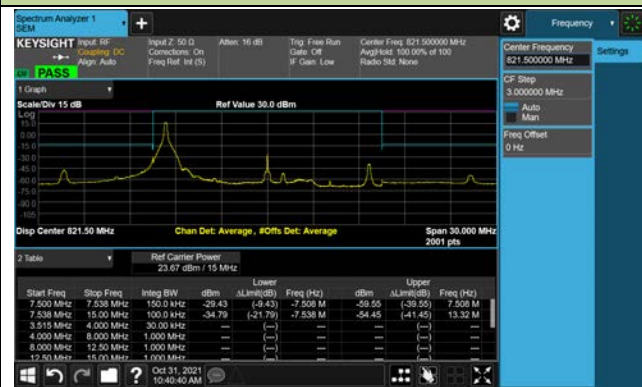 Spectrum Analyzer 1
SEM
Frequency
KEYSIGHT
Input: RF
Coupling: DC
Align: Auto
Input Z: 50 Ω
Corrections: On
Freq Ref: Int (S)
Atten: 16 dB
Trig: Free Run
Gate: Off
IF Gain: Low
Center Freq: 821.500000 MHz
Avg|Hold: 100.00% of 100
Radio Std: None
PASS
Center Frequency
821.500000 MHz
Settings
CF Step
3.000000 MHz
Auto
Man
Freq Offset
0 Hz
1 Graph
Scale/Div 15 dB
Ref Value 30.0 dBm
Log
15.0
0.00
-15.0
-30.0
-45.0
-60.0
-75.0
-90.0
-105
Disp Center 821.50 MHz
Chan Det: Average, #Offs Det: Average
Span 30.000 MHz
2001 pts
2 Table
Ref Carrier Power
23.67 dBm / 15 MHz
Lower Upper
Start Freq Stop Freq Integ BW dBm ΔLimit(dB) Freq (Hz) dBm ΔLimit(dB) Freq (Hz)
7.500 MHz 7.538 MHz 150.0 kHz -29.43 (-9.43) -7.508 M -59.55 (-39.55) 7.508 M
7.538 MHz 15.00 MHz 100.0 kHz -34.79 (-21.79) -7.538 M -54.45 (-41.45) 13.32 M
3.515 MHz 4.000 MHz 30.00 kHz --- (---) --- --- (---) ---
4.000 MHz 8.000 MHz 1.000 MHz --- (---) --- --- (---) ---
8.000 MHz 12.50 MHz 1.000 MHz --- (---) --- --- (---) ---
12.50 MHz 15.00 MHz 1.000 MHz --- (---) --- --- (---) ---
Oct 31, 2021
10:40:40 AM